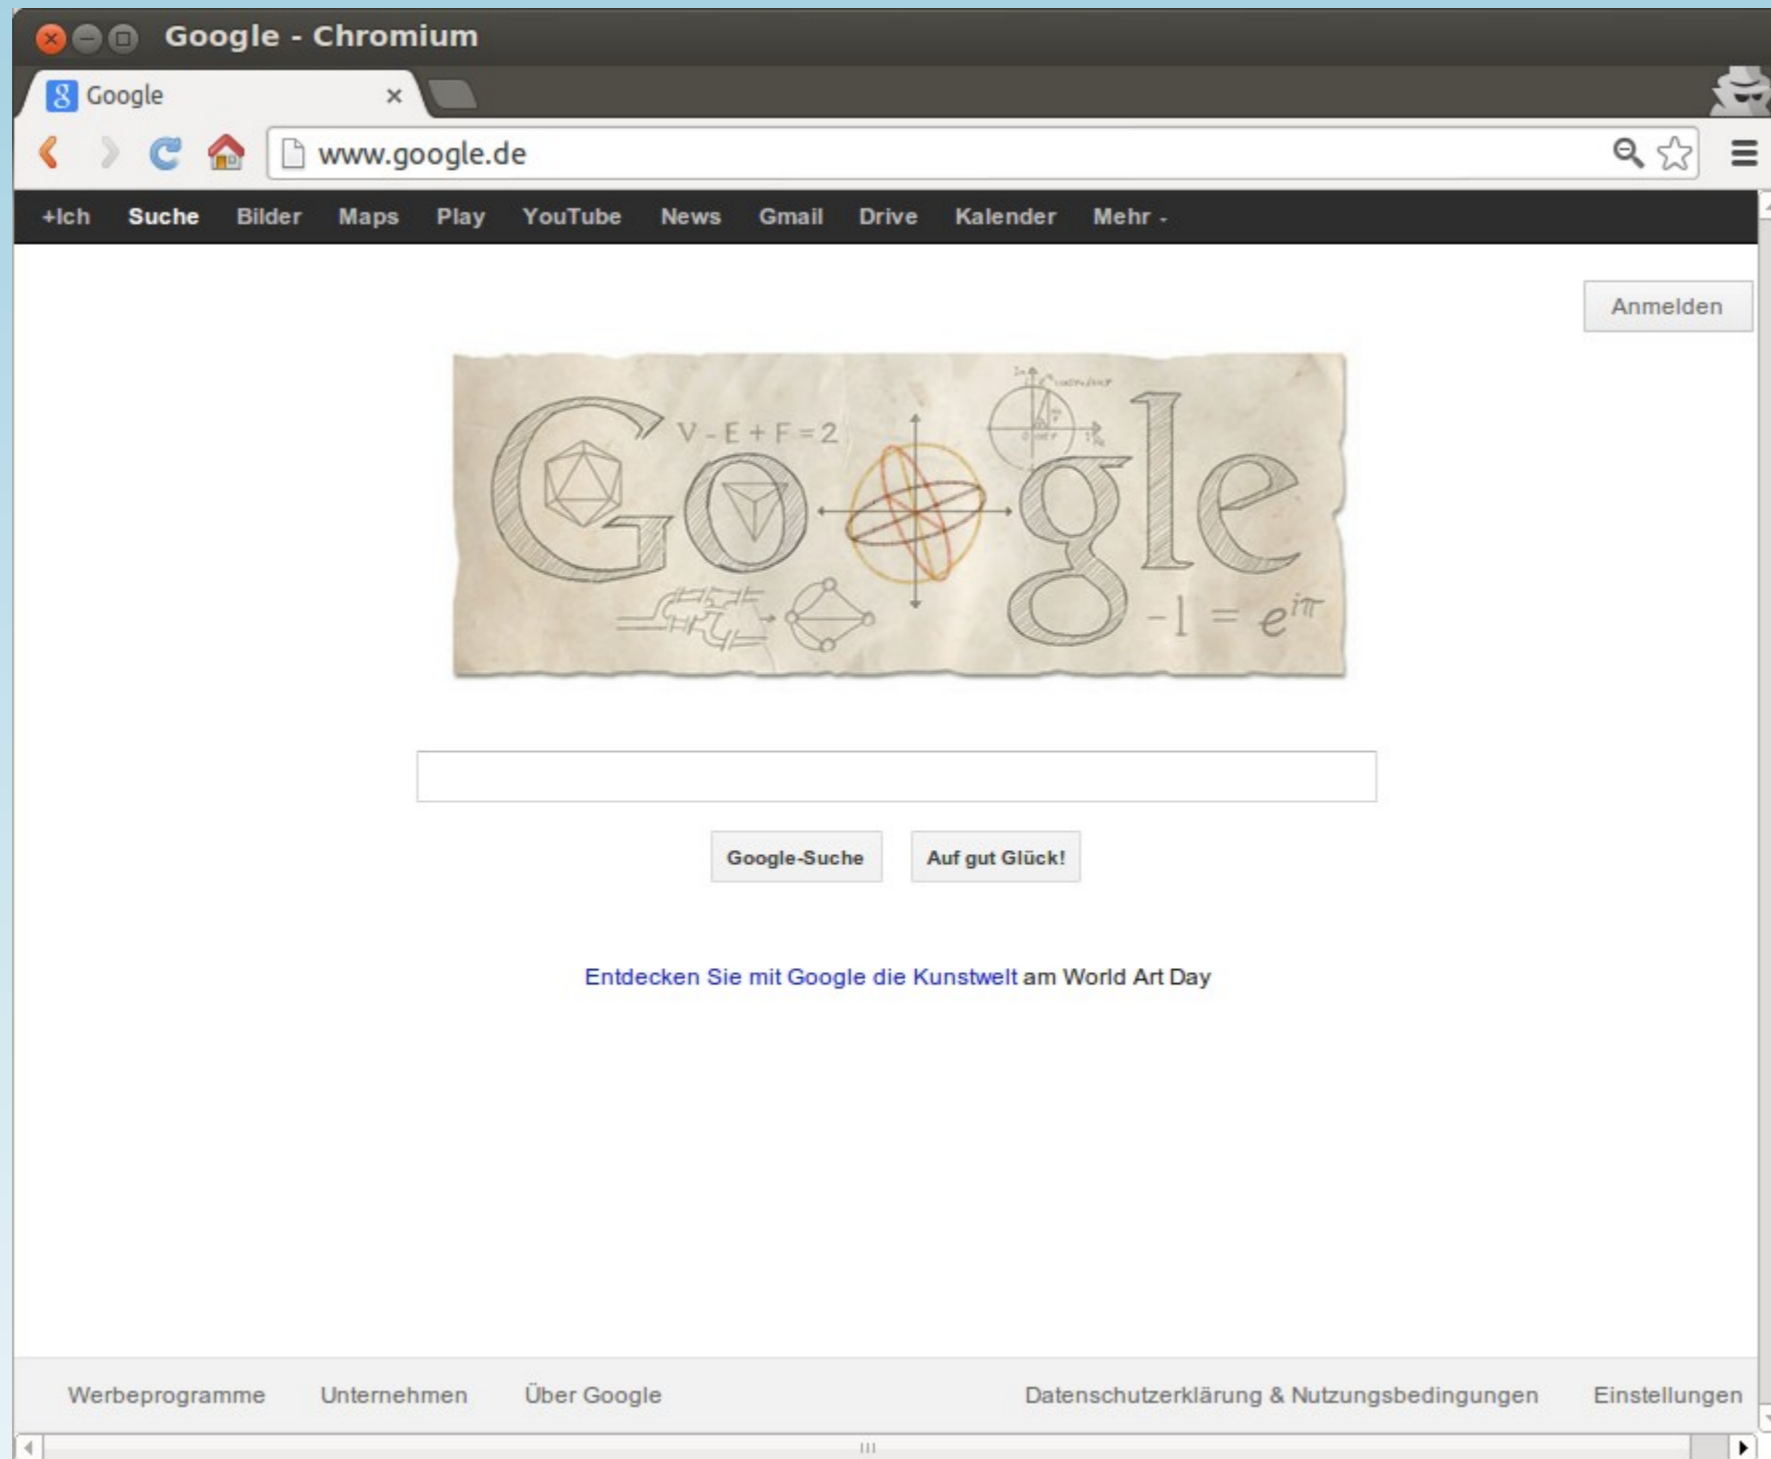 Google - Chromium
Google
www.google.de
+Ich Suche Bilder Maps Play YouTube News Gmail Drive Kalender Mehr
Anmelden
V - E + F = 2
Google
-1 = e^{iπ}
Google-Suche Auf gut Glück!
Entdecken Sie mit Google die Kunstwelt am World Art Day
Werbeprogramme Unternehmen Über Google Datenschutzerklärung & Nutzungsbedingungen Einstellungen